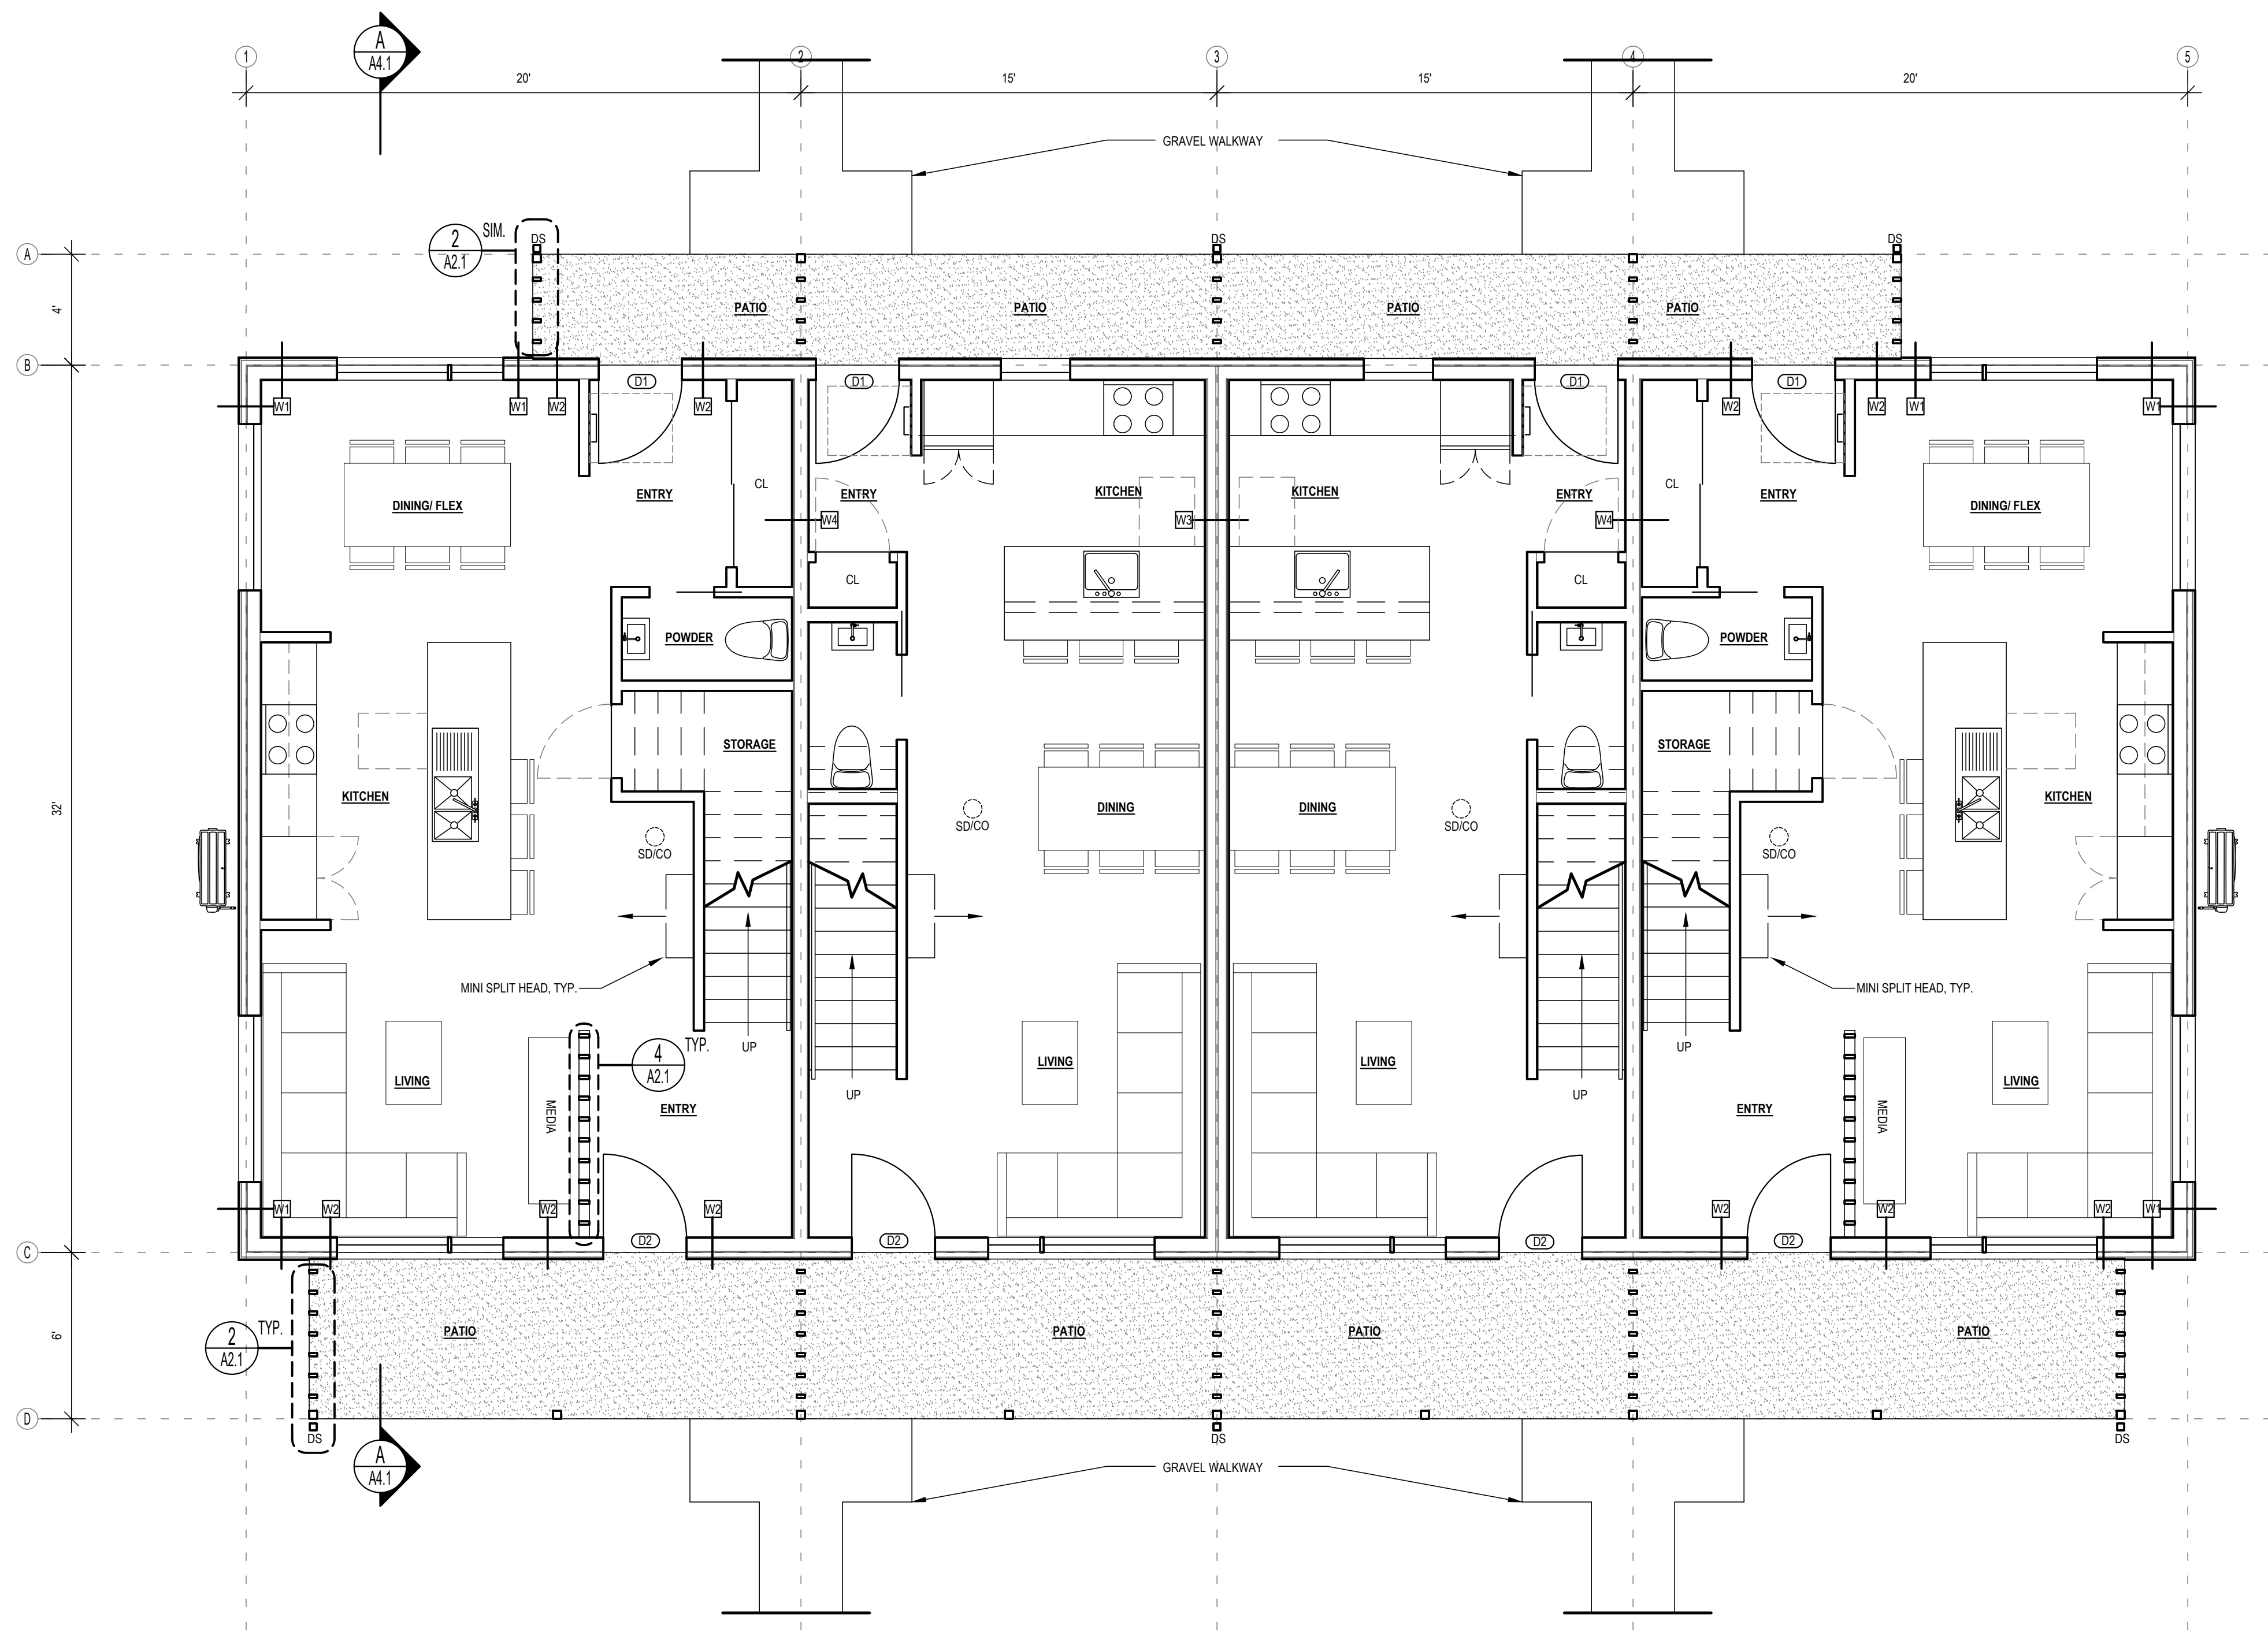 A
A4.1
1
2
3
4
5
20'
15'
15'
20'
GRAVEL WALKWAY
2
A2.1
SIM.
DS
DS
DS
A
4'
PATIO
PATIO
PATIO
PATIO
B
D1
D1
D1
D1
W1
W1
W2
W2
W2
W2
W1
W1
CL
ENTRY
ENTRY
KITCHEN
KITCHEN
ENTRY
CL
ENTRY
DINING/ FLEX
DINING/ FLEX
W4
W3
W4
CL
CL
POWDER
POWDER
STORAGE
STORAGE
KITCHEN
KITCHEN
32'
DINING
DINING
SD/CO
SD/CO
SD/CO
SD/CO
MINI SPLIT HEAD, TYP.
MINI SPLIT HEAD, TYP.
4
A2.1
TYP.
UP
UP
LIVING
LIVING
LIVING
LIVING
UP
UP
MEDIA
MEDIA
ENTRY
ENTRY
W1
W2
W2
W2
W2
W2
W2
W1
D2
D2
D2
D2
C
6'
2
A2.1
TYP.
PATIO
PATIO
PATIO
PATIO
D
DS
DS
DS
A
A4.1
GRAVEL WALKWAY